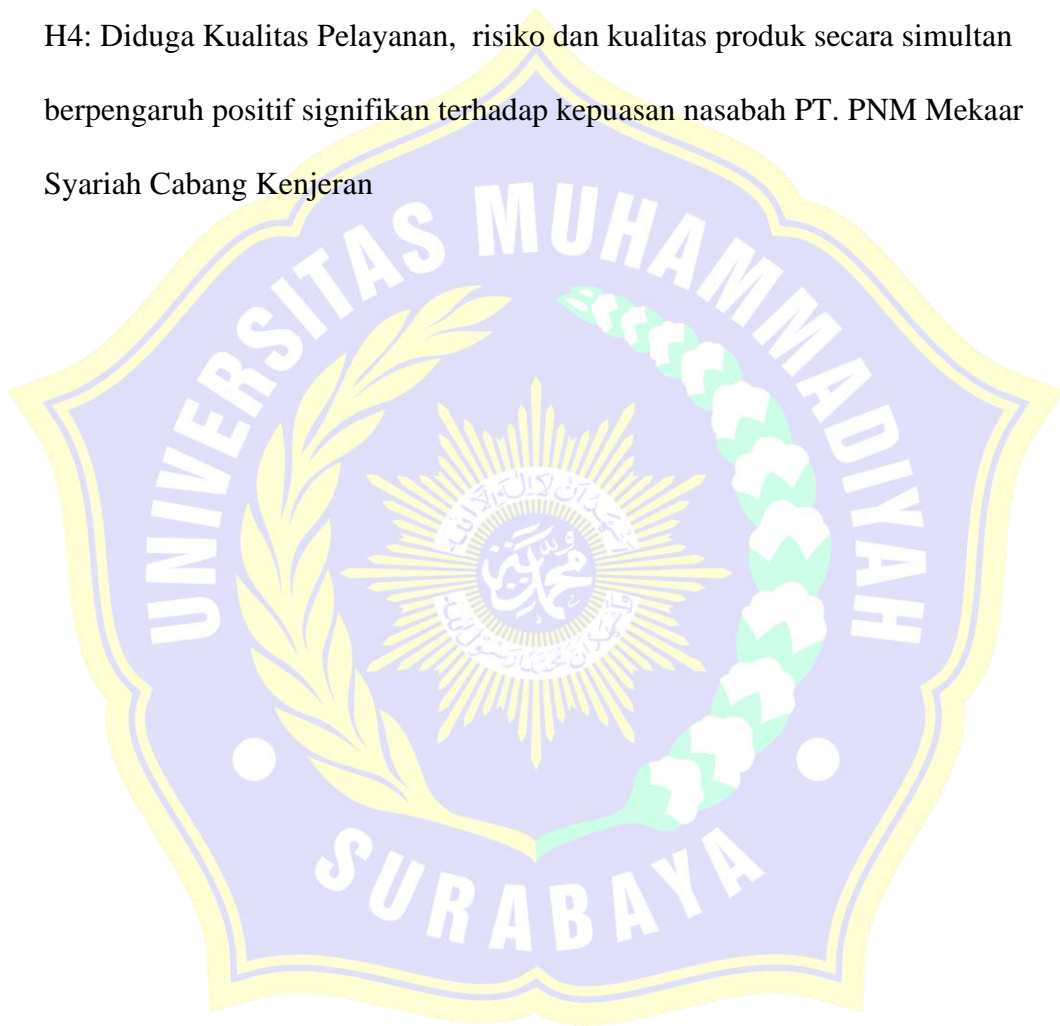 H4: Diduga Kualitas Pelayanan,  risiko dan kualitas produk secara simultan
berpengaruh positif signifikan terhadap kepuasan nasabah PT. PNM Mekaar
Syariah Cabang Kenjeran
UNIVERSITAS MUHAMMADIYAH
SURABAYA
محمد